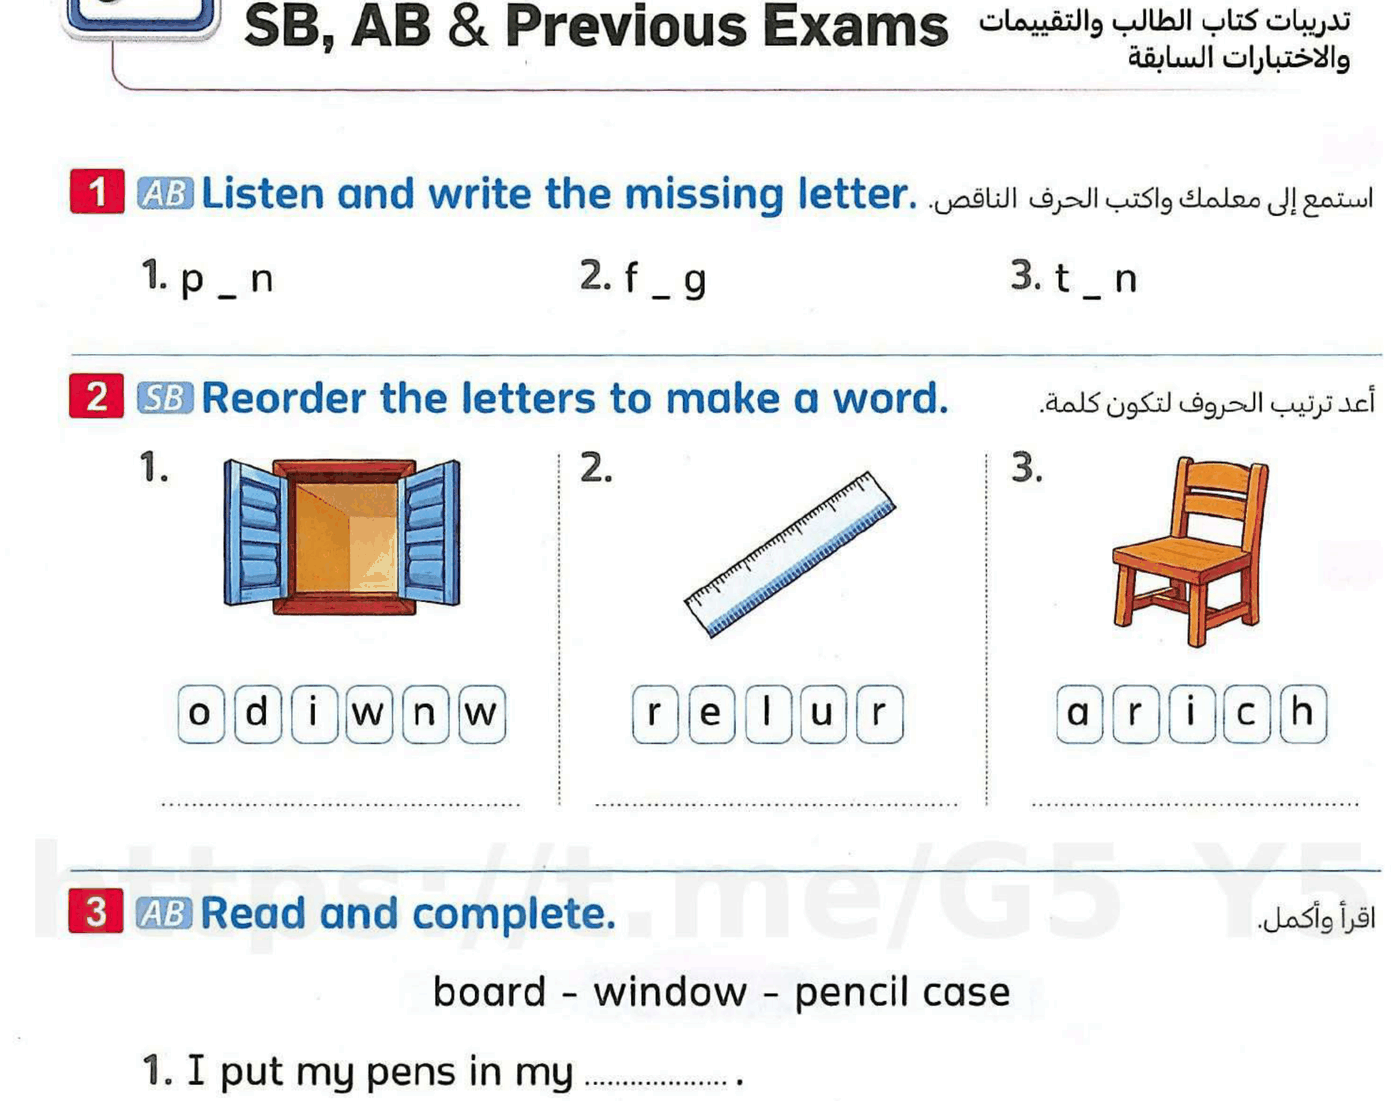 SB, AB & Previous Exams
تدريبات كتاب الطالب والتقييمات
والاختبارات السابقة
1 AB Listen and write the missing letter. استمع إلى معلمك واكتب الحرف الناقص.
1. p _ n 2. f _ g 3. t _ n
2 SB Reorder the letters to make a word. أعد ترتيب الحروف لتكون كلمة.
1. 2. 3.
o d i w n w r e l u r a r i c h
https://t.me/G5_Y5
3 AB Read and complete. اقرأ وأكمل.
board - window - pencil case
1. I put my pens in my .................... .